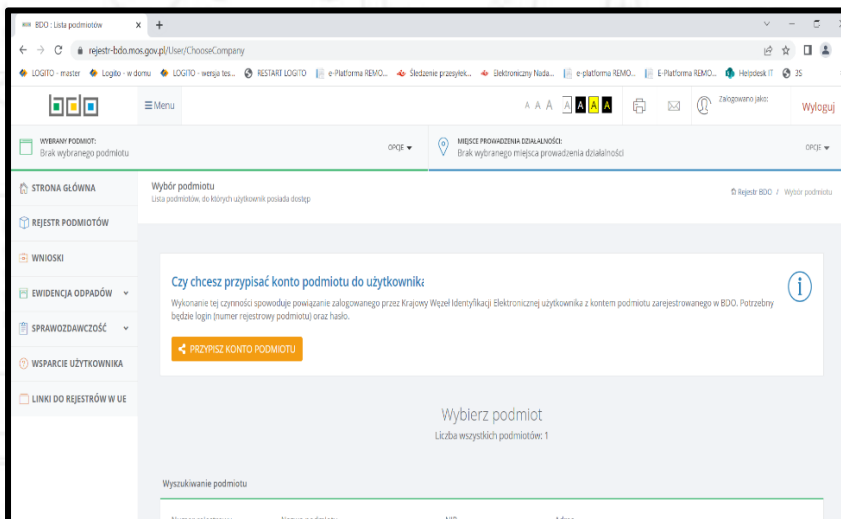 BDO : Lista podmiotów
rejestr-bdo.mos.gov.pl/User/ChooseCompany
LOGITO - master Logito - w domu LOGITO - wersja tes... RESTART LOGITO e-Platforma REMO... Śledzenie przesyłek... Elektroniczny Nada... e-platforma REMO... E-Platforma REMO... Helpdesk IT 3S
bdo
Menu
A A A A A A A
Zalogowano jako:
Wyloguj
WYBRANY PODMIOT:
Brak wybranego podmiotu
OPCJE
MIEJSCE PROWADZENIA DZIAŁALNOŚCI:
Brak wybranego miejsca prowadzenia działalności
OPCJE
STRONA GŁÓWNA
REJESTR PODMIOTÓW
WNIOSKI
EWIDENCJA ODPADÓW
SPRAWOZDAWCZOŚĆ
WSPARCIE UŻYTKOWNIKA
LINKI DO REJESTRÓW W UE
Wybór podmiotu
Lista podmiotów, do których użytkownik posiada dostęp
Rejestr BDO / Wybór podmiotu
Czy chcesz przypisać konto podmiotu do użytkownika
Wykonanie tej czynności spowoduje powiązanie zalogowanego przez Krajowy Węzeł Identyfikacji Elektronicznej użytkownika z kontem podmiotu zarejestrowanego w BDO. Potrzebny
będzie login (numer rejestrowy podmiotu) oraz hasło.
PRZYPISZ KONTO PODMIOTU
Wybierz podmiot
Liczba wszystkich podmiotów: 1
Wyszukiwanie podmiotu